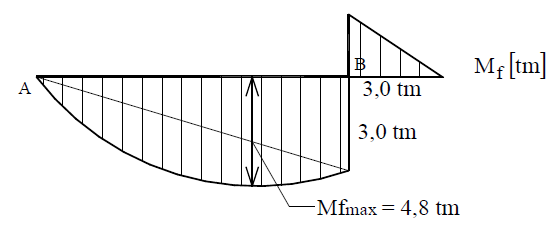 B
M_f [tm]
A
3,0 tm
3,0 tm
Mfmax = 4,8 tm